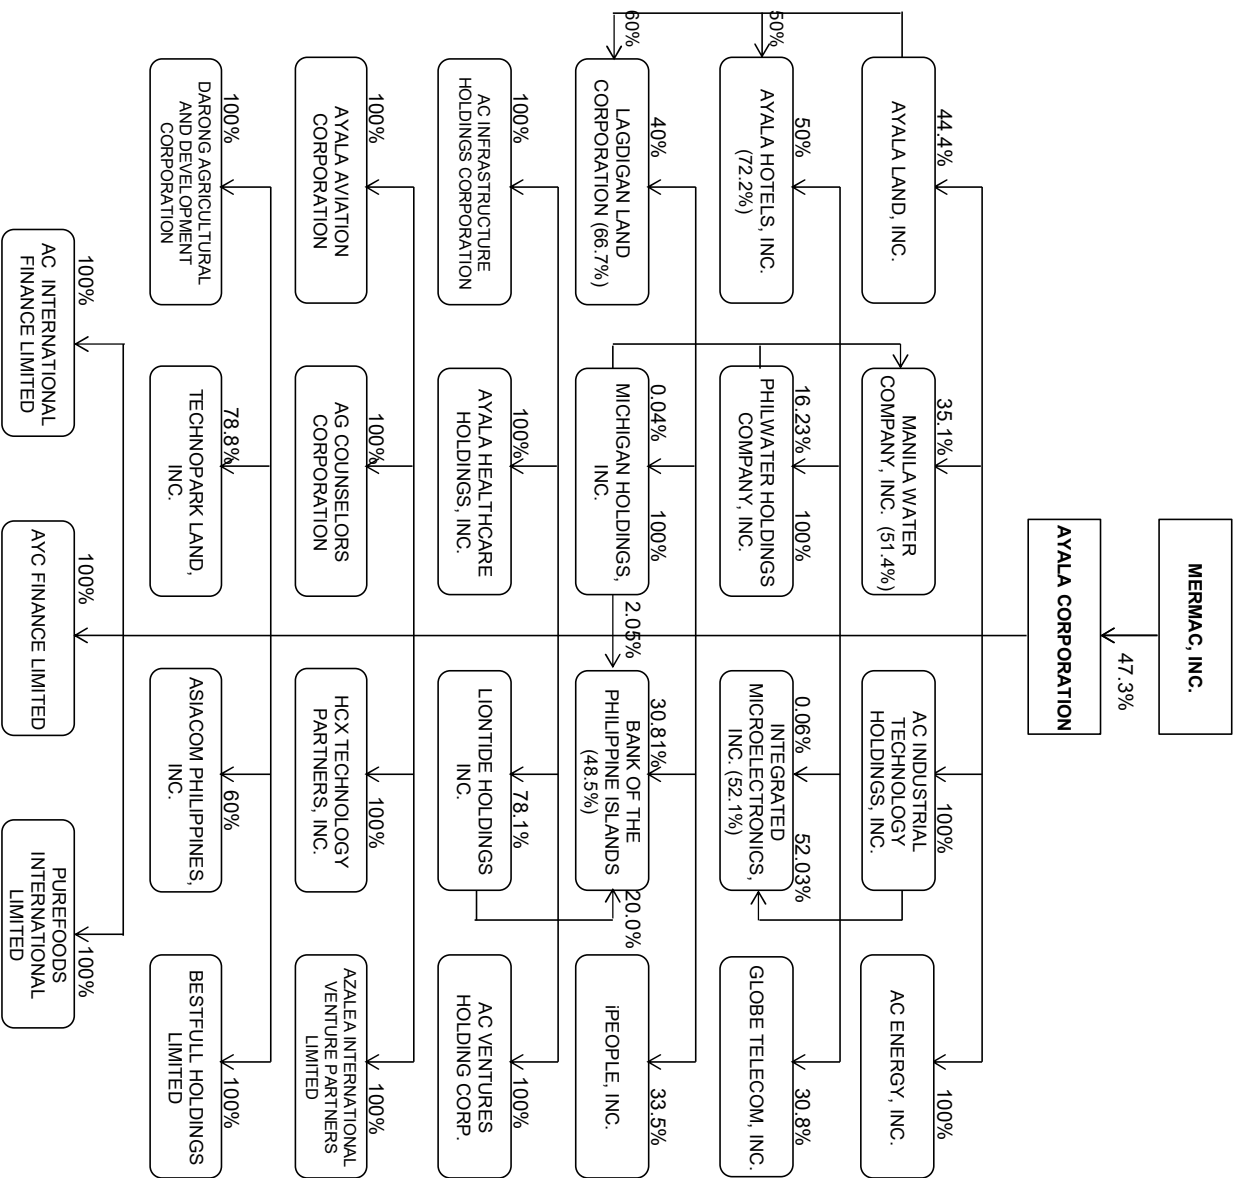 MERMAC, INC.
47.3%
AYALA CORPORATION
44.4%
AYALA LAND, INC.
35.1%
MANILA WATER
COMPANY, INC. (51.4%)
100%
AC INDUSTRIAL
TECHNOLOGY
HOLDINGS, INC.
100%
AC ENERGY, INC.
50%
50%
AYALA HOTELS, INC.
(72.2%)
16.23%
100%
PHILWATER HOLDINGS
COMPANY, INC.
0.06%
52.03%
INTEGRATED
MICROELECTRONICS,
INC. (52.1%)
30.8%
GLOBE TELECOM, INC.
60%
40%
LAGDIGAN LAND
CORPORATION (66.7%)
0.04%
100%
MICHIGAN HOLDINGS,
INC.
2.05%
30.81%
BANK OF THE
PHILIPPINE ISLANDS
(48.5%)
20.0%
33.5%
iPEOPLE, INC.
100%
AC INFRASTRUCTURE
HOLDINGS CORPORATION
100%
AYALA HEALTHCARE
HOLDINGS, INC.
78.1%
LIONTIDE HOLDINGS
INC.
100%
AC VENTURES
HOLDING CORP.
100%
AYALA AVIATION
CORPORATION
100%
AG COUNSELORS
CORPORATION
100%
HCX TECHNOLOGY
PARTNERS, INC.
100%
AZALEA INTERNATIONAL
VENTURE PARTNERS
LIMITED
100%
DARONG AGRICULTURAL
AND DEVELOPMENT
CORPORATION
78.8%
TECHNOPARK LAND,
INC.
60%
ASIACOM PHILIPPINES,
INC.
100%
BESTFULL HOLDINGS
LIMITED
100%
AC INTERNATIONAL
FINANCE LIMITED
100%
AYC FINANCE LIMITED
100%
PUREFOODS
INTERNATIONAL
LIMITED